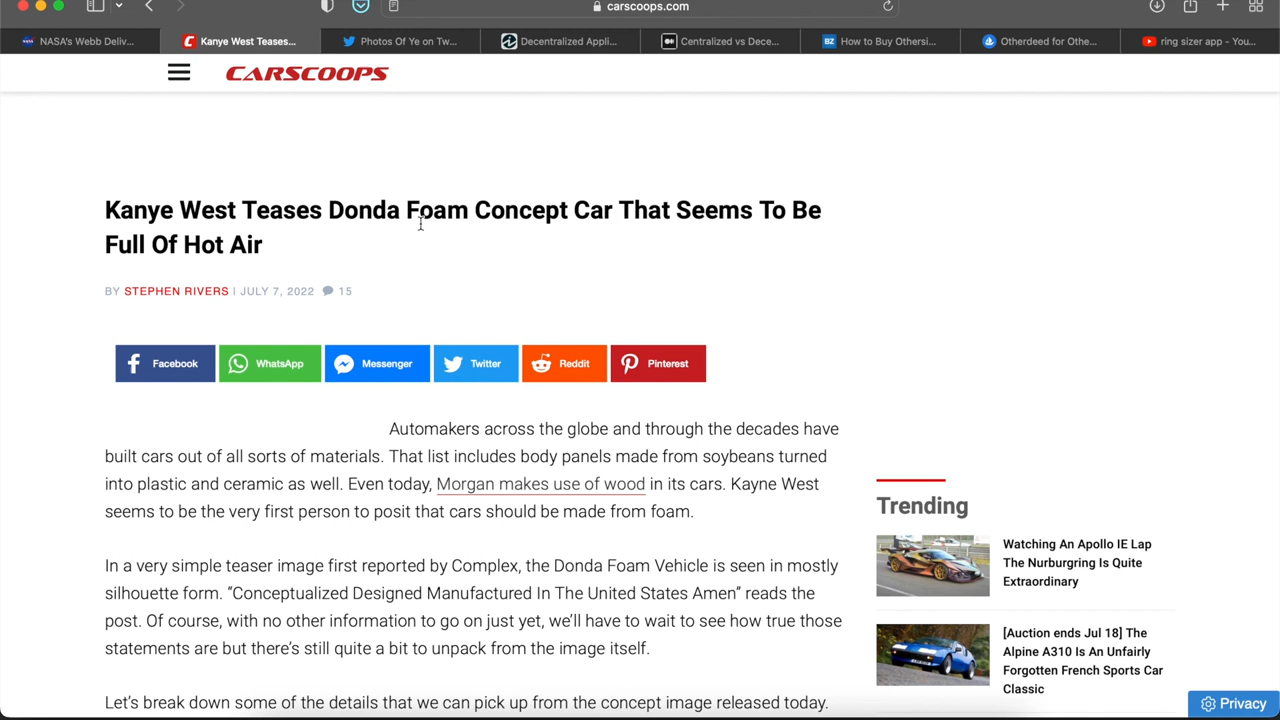 carscoops.com
NASA's Webb Deliv...
Kanye West Teases...
Photos Of Ye on Tw...
Decentralized Appli...
Centralized vs Dece...
How to Buy Othersi...
Otherdeed for Othe...
ring sizer app - You...
CARSCOOPS
Kanye West Teases Donda Foam Concept Car That Seems To Be
Full Of Hot Air
BY STEPHEN RIVERS | JULY 7, 2022 15
Facebook
WhatsApp
Messenger
Twitter
Reddit
Pinterest
Automakers across the globe and through the decades have
built cars out of all sorts of materials. That list includes body panels made from soybeans turned
into plastic and ceramic as well. Even today, Morgan makes use of wood in its cars. Kayne West
seems to be the very first person to posit that cars should be made from foam.
In a very simple teaser image first reported by Complex, the Donda Foam Vehicle is seen in mostly
silhouette form. “Conceptualized Designed Manufactured In The United States Amen” reads the
post. Of course, with no other information to go on just yet, we’ll have to wait to see how true those
statements are but there’s still quite a bit to unpack from the image itself.
Let’s break down some of the details that we can pick up from the concept image released today.
Trending
Watching An Apollo IE Lap
The Nurburgring Is Quite
Extraordinary
[Auction ends Jul 18] The
Alpine A310 Is An Unfairly
Forgotten French Sports Car
Classic
Privacy